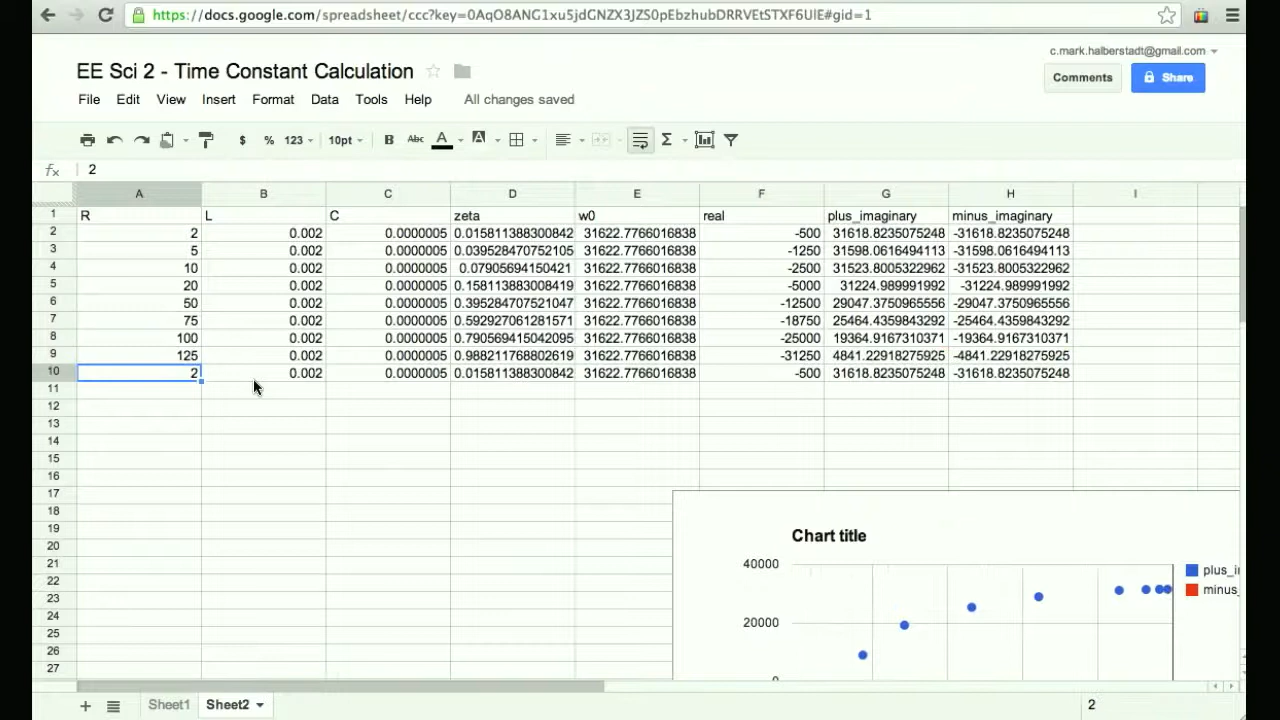 https://docs.google.com/spreadsheet/ccc?key=0AqO8ANG1xu5jdGNZX3JZS0pEbzhubDRRVEtSTXF6UlE#gid=1
c.mark.halberstadt@gmail.com
EE Sci 2 - Time Constant Calculation
Comments Share
File Edit View Insert Format Data Tools Help All changes saved
$ % 123 10pt B Abc A A Σ
fx 2
A B C D E F G H I
1 R L C zeta w0 real plus_imaginary minus_imaginary
2 2 0.002 0.0000005 0.015811388300842 31622.7766016838 -500 31618.8235075248 -31618.8235075248
3 5 0.002 0.0000005 0.039528470752105 31622.7766016838 -1250 31598.0616494113 -31598.0616494113
4 10 0.002 0.0000005 0.07905694150421 31622.7766016838 -2500 31523.8005322962 -31523.8005322962
5 20 0.002 0.0000005 0.158113883008419 31622.7766016838 -5000 31224.989991992 -31224.989991992
6 50 0.002 0.0000005 0.395284707521047 31622.7766016838 -12500 29047.3750965556 -29047.3750965556
7 75 0.002 0.0000005 0.592927061281571 31622.7766016838 -18750 25464.4359843292 -25464.4359843292
8 100 0.002 0.0000005 0.790569415042095 31622.7766016838 -25000 19364.9167310371 -19364.9167310371
9 125 0.002 0.0000005 0.988211768802619 31622.7766016838 -31250 4841.22918275925 -4841.22918275925
10 2 0.002 0.0000005 0.015811388300842 31622.7766016838 -500 31618.8235075248 -31618.8235075248
11
12
13
14
15
16
17
18
19
20
21
22
23
24
25
26
27
Chart title
40000
20000
plus_i
minus_
Sheet1 Sheet2 2